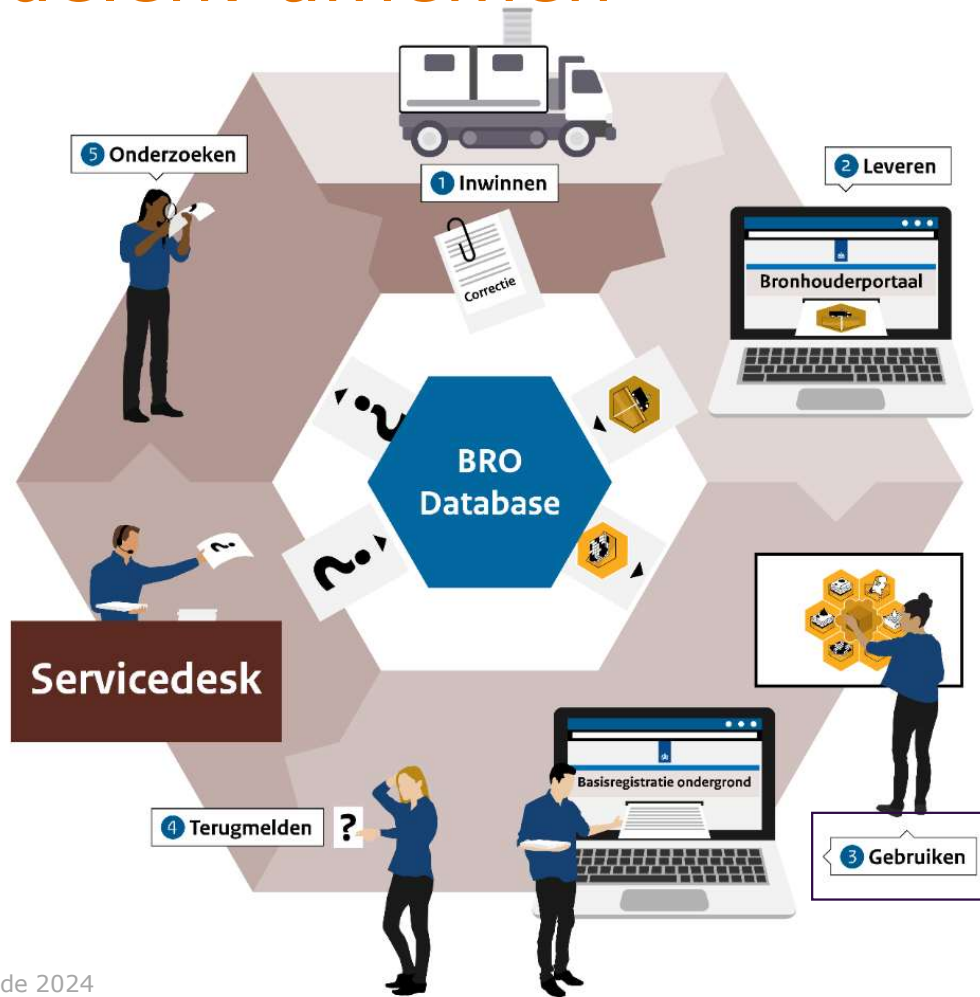 5 Onderzoeken
1 Inwinnen
2 Leveren
Correctie
Bronhouderportaal
?
?
BRO
Database
?
?
Servicedesk
Basisregistratie ondergrond
4 Terugmelden
?
3 Gebruiken
de 2024